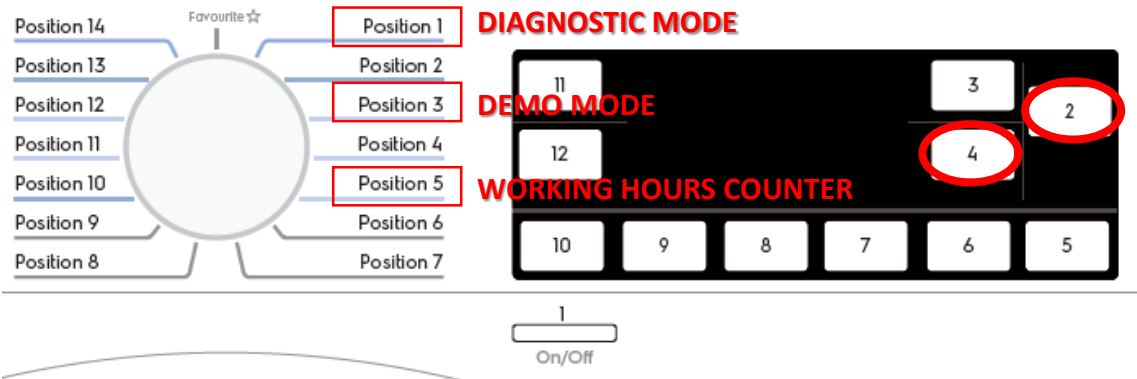 Favourite
Position 14
Position 1
DIAGNOSTIC MODE
Position 13
Position 2
Position 12
Position 3
DEMO MODE
Position 11
Position 4
Position 10
Position 5
WORKING HOURS COUNTER
Position 9
Position 6
Position 8
Position 7
11
3
2
12
4
10 9 8 7 6 5
1
On/Off